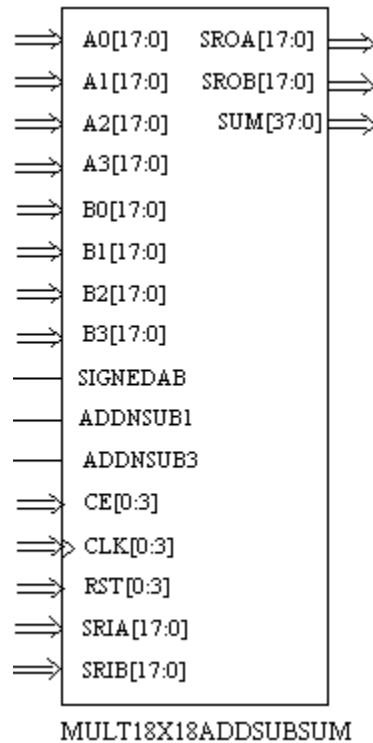 A0[17:0] SROA[17:0]
A1[17:0] SROB[17:0]
A2[17:0] SUM[37:0]
A3[17:0]
B0[17:0]
B1[17:0]
B2[17:0]
B3[17:0]
SIGNEDAB
ADDNSUB1
ADDNSUB3
CE[0:3]
CLK[0:3]
RST[0:3]
SRIA[17:0]
SRIB[17:0]
MULT18X18ADDSUBSUM